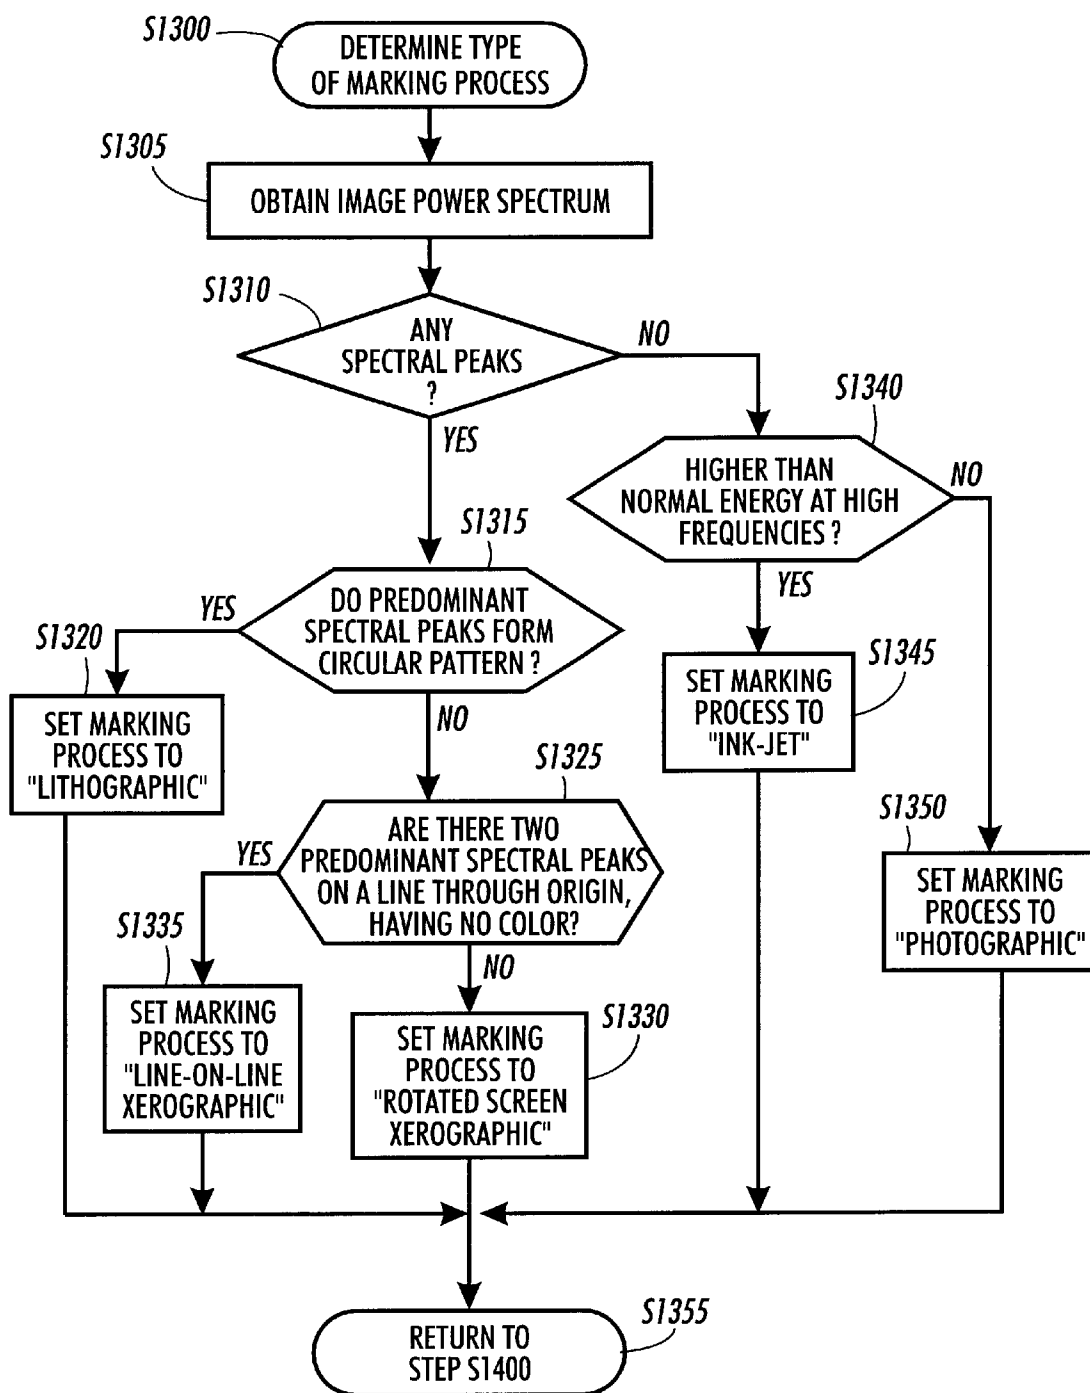 S1300
DETERMINE TYPE
OF MARKING PROCESS
S1305
OBTAIN IMAGE POWER SPECTRUM
S1310
ANY
SPECTRAL PEAKS
?
NO
YES
S1340
HIGHER THAN
NORMAL ENERGY AT HIGH
FREQUENCIES ?
NO
YES
S1315
DO PREDOMINANT
SPECTRAL PEAKS FORM
CIRCULAR PATTERN ?
YES
NO
S1320
SET MARKING
PROCESS TO
"LITHOGRAPHIC"
S1345
SET MARKING
PROCESS TO
"INK-JET"
S1325
ARE THERE TWO
PREDOMINANT SPECTRAL PEAKS
ON A LINE THROUGH ORIGIN,
HAVING NO COLOR?
YES
NO
S1350
SET MARKING
PROCESS TO
"PHOTOGRAPHIC"
S1335
SET MARKING
PROCESS TO
"LINE-ON-LINE
XEROGRAPHIC"
S1330
SET MARKING
PROCESS TO
"ROTATED SCREEN
XEROGRAPHIC"
S1355
RETURN TO
STEP S1400